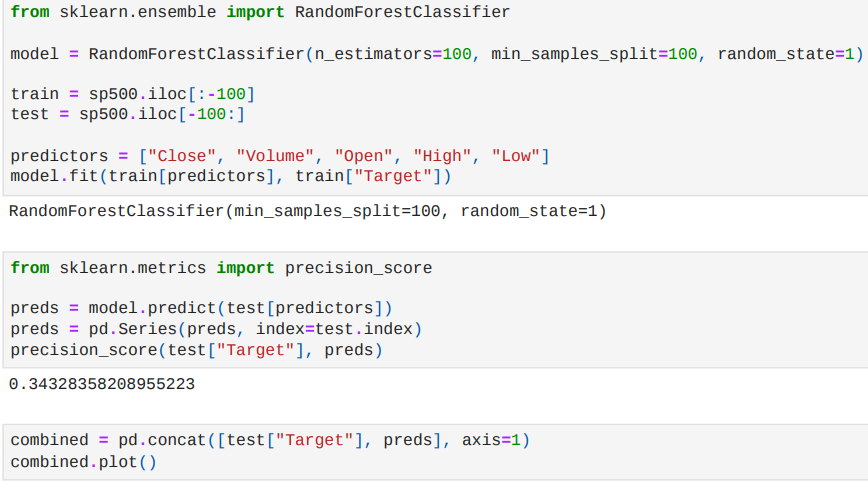 from sklearn.ensemble import RandomForestClassifier
model = RandomForestClassifier(n_estimators=100, min_samples_split=100, random_state=1)
train = sp500.iloc[:-100]
test = sp500.iloc[-100:]
predictors = ["Close", "Volume", "Open", "High", "Low"]
model.fit(train[predictors], train["Target"])
RandomForestClassifier(min_samples_split=100, random_state=1)
from sklearn.metrics import precision_score
preds = model.predict(test[predictors])
preds = pd.Series(preds, index=test.index)
precision_score(test["Target"], preds)
0.34328358208955223
combined = pd.concat([test["Target"], preds], axis=1)
combined.plot()